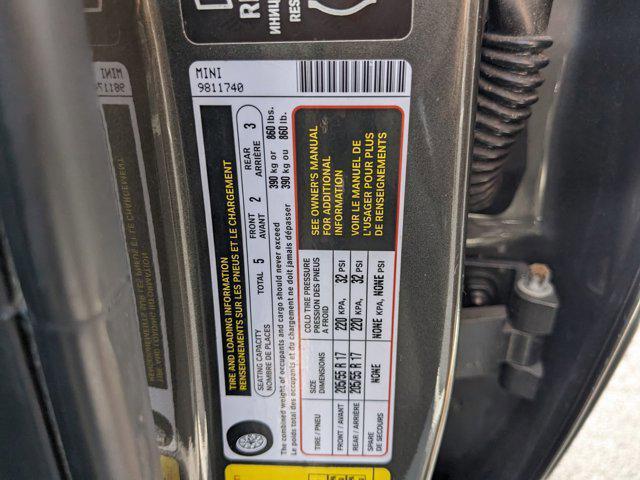 MINI
9811740
TIRE AND LOADING INFORMATION
RENSEIGNEMENTS SUR LES PNEUS ET LE CHARGEMENT
SEATING CAPACITY
NOMBRE DE PLACES
TOTAL 5
FRONT
AVANT 2
REAR
ARRIÈRE 3
The combined weight of occupants and cargo should never exceed 390 kg or 860 lbs.
Le poids total des occupants et du chargement ne doit jamais dépasser 390 kg ou 860 lb.
TIRE / PNEU
SIZE
DIMENSIONS
COLD TIRE PRESSURE
PRESSION DES PNEUS
A FROID
SEE OWNER'S MANUAL
FOR ADDITIONAL
INFORMATION
VOIR LE MANUEL DE
L'USAGER POUR PLUS
DE RENSEIGNEMENTS
FRONT / AVANT 205/55 R 17 220 KPA, 32 PSI
REAR / ARRIÈRE 205/55 R 17 220 KPA, 32 PSI
SPARE
DE SECOURS
NONE NONE KPA, NONE PSI